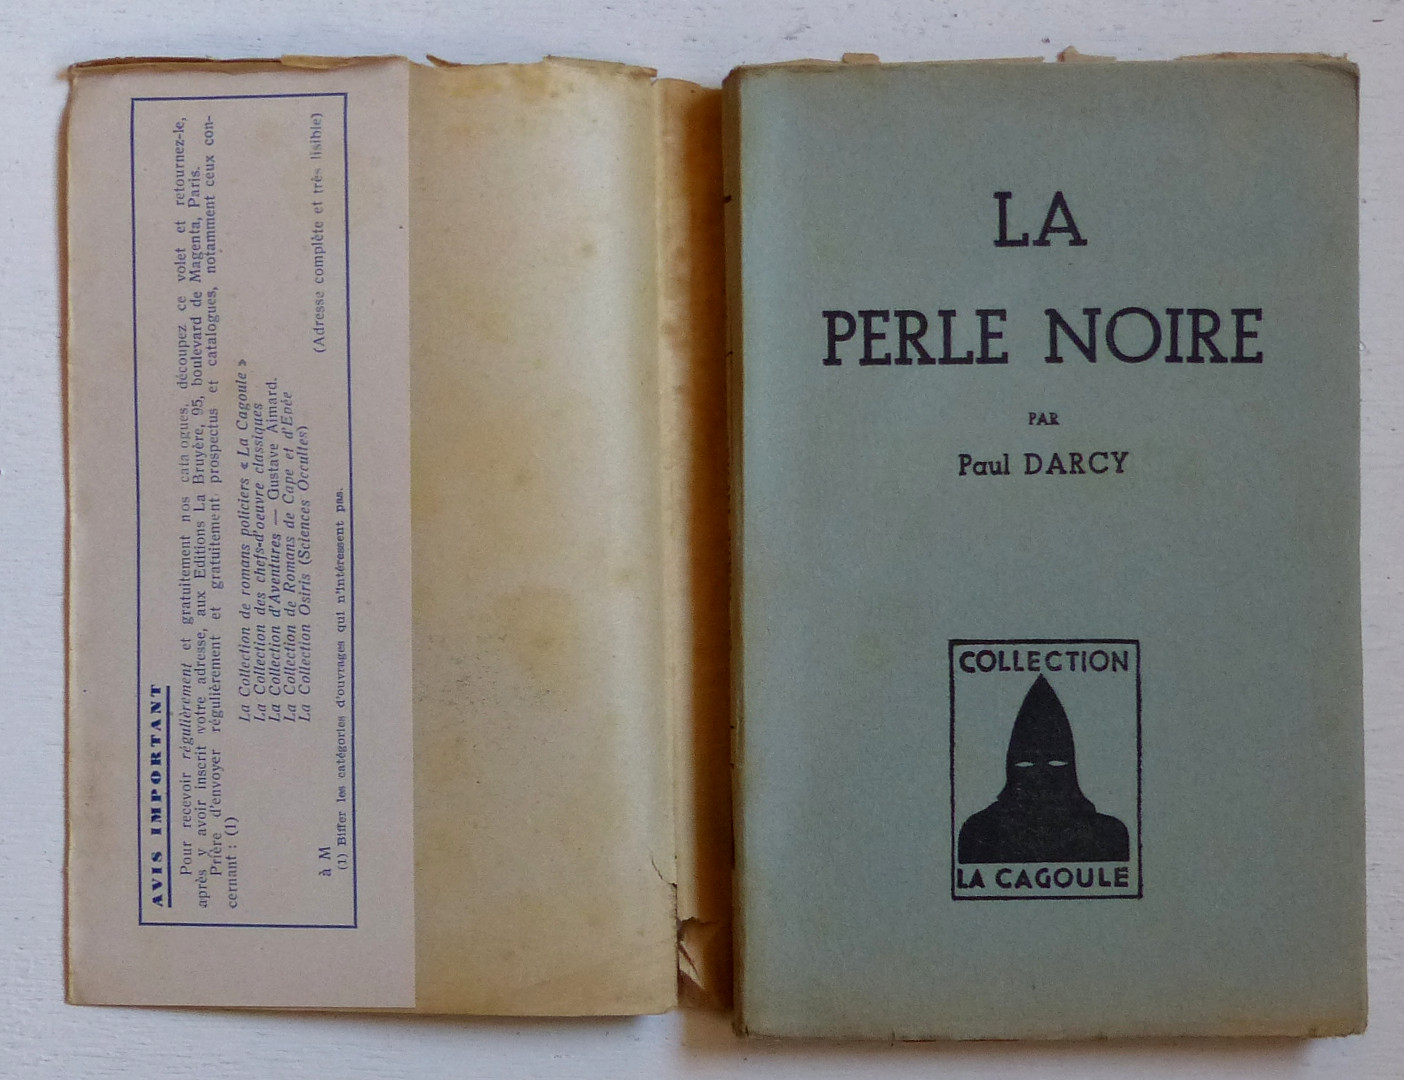 AVIS IMPORTANT
Pour recevoir régulièrement et gratuitement nos catalogues, découpez ce volet et retournez-le,
après y avoir inscrit votre adresse, aux Editions La Bruyère, 95, boulevard de Magenta, Paris.
Prière d'envoyer régulièrement et gratuitement prospectus et catalogues, notamment ceux con-
cernant : (1)
La Collection de romans policiers « La Cagoule »
La Collection des chefs-d'oeuvre classiques
La Collection d'Aventures — Gustave Aimard.
La Collection de Romans de Cape et d'Epée
La Collection Osiris (Sciences Occultes)
à M (Adresse complète et très lisible)
(1) Biffer les catégories d'ouvrages qui n'intéressent pas.
LA
PERLE NOIRE
PAR
Paul DARCY
COLLECTION
LA CAGOULE